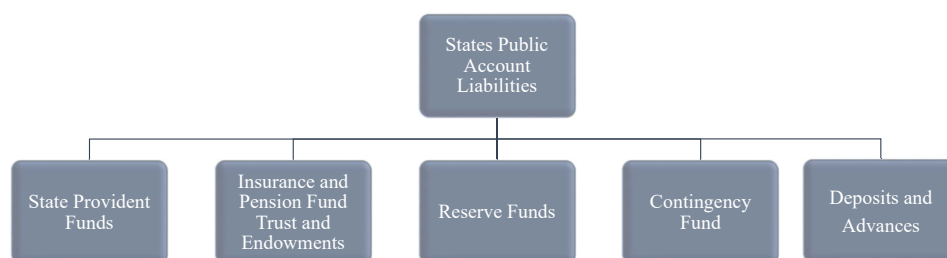 States Public
Account
Liabilities
State Provident
Funds
Insurance and
Pension Fund
Trust and
Endowments
Reserve Funds
Contingency
Fund
Deposits and
Advances